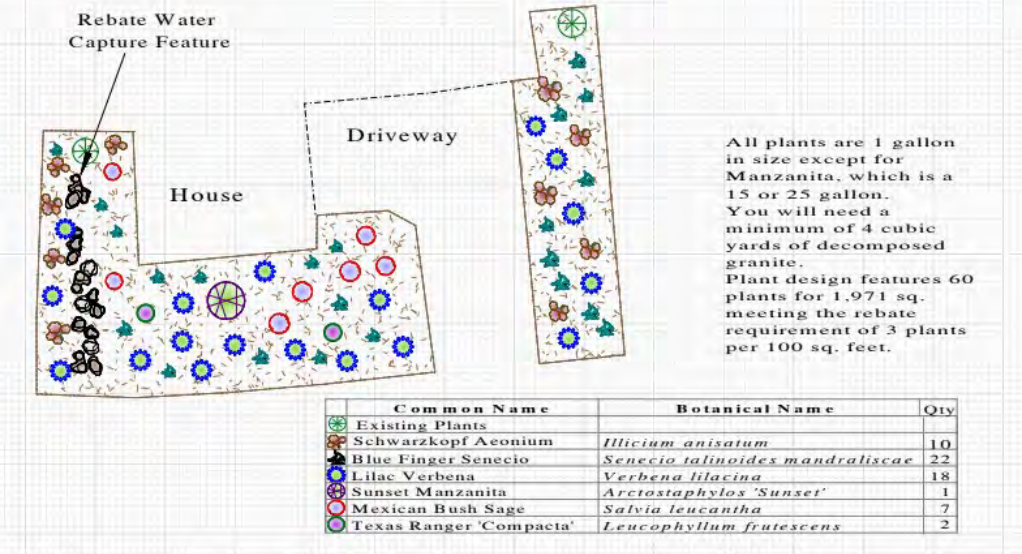 Rebate Water
Capture Feature
Driveway
House
All plants are 1 gallon
in size except for
Manzanita, which is a
15 or 25 gallon.
You will need a
minimum of 4 cubic
yards of decomposed
granite.
Plant design features 60
plants for 1,971 sq.
meeting the rebate
requirement of 3 plants
per 100 sq. feet.
Common Name Botanical Name Qty
Existing Plants
Schwarzkopf Aeonium Illicium anisatum 10
Blue Finger Senecio Senecio talinoides mandraliscae 22
Lilac Verbena Verbena lilacina 18
Sunset Manzanita Arctostaphylos 'Sunset' 1
Mexican Bush Sage Salvia leucantha 7
Texas Ranger 'Compacta' Leucophyllum frutescens 2